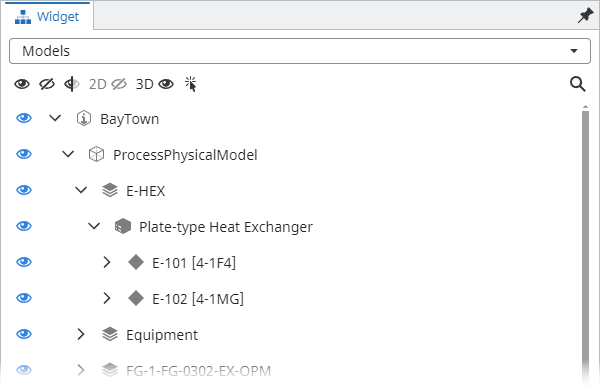 Widget
Models
2D 3D
BayTown
ProcessPhysicalModel
E-HEX
Plate-type Heat Exchanger
E-101 [4-1F4]
E-102 [4-1MG]
Equipment
FG-1-FG-0302-EX-OPM